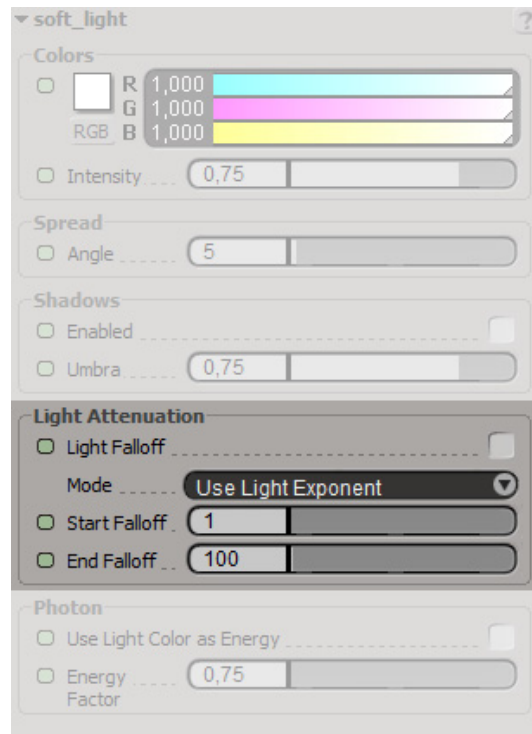 soft_light
?
Colors
R 1,000
G 1,000
RGB B 1,000
Intensity 0,75
Spread
Angle 5
Shadows
Enabled
Umbra 0,75
Light Attenuation
Light Falloff
Mode Use Light Exponent
Start Falloff 1
End Falloff 100
Photon
Use Light Color as Energy
Energy 0,75
Factor